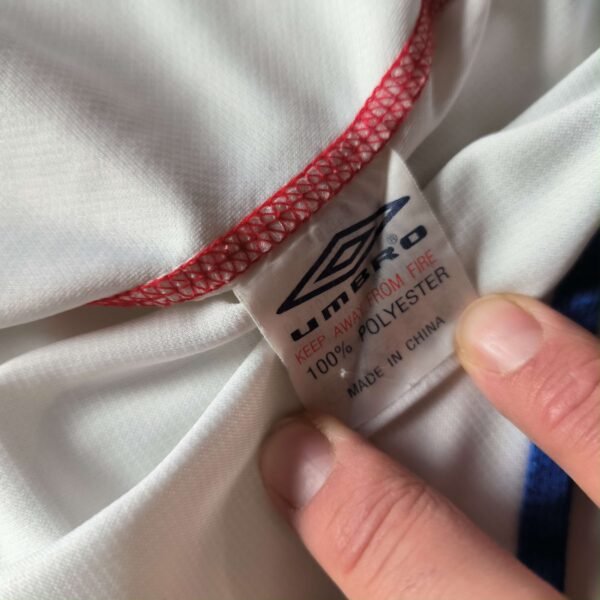 UMBRO®
KEEP AWAY FROM FIRE
100% POLYESTER
MADE IN CHINA